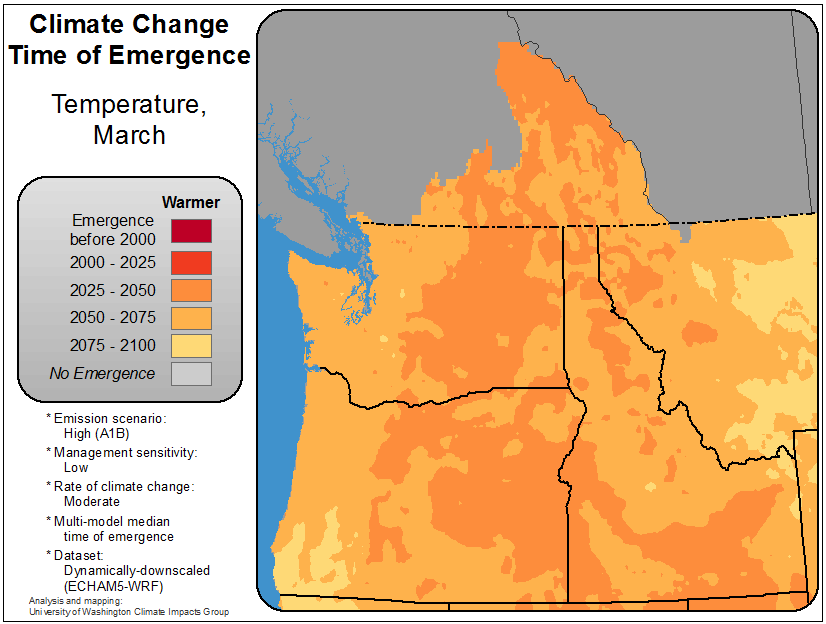 Climate Change
Time of Emergence
Temperature,
March
Warmer
Emergence
before 2000
2000 - 2025
2025 - 2050
2050 - 2075
2075 - 2100
No Emergence
* Emission scenario:
High (A1B)
* Management sensitivity:
Low
* Rate of climate change:
Moderate
* Multi-model median
time of emergence
* Dataset:
Dynamically-downscaled
(ECHAM5-WRF)
Analysis and mapping:
University of Washington Climate Impacts Group